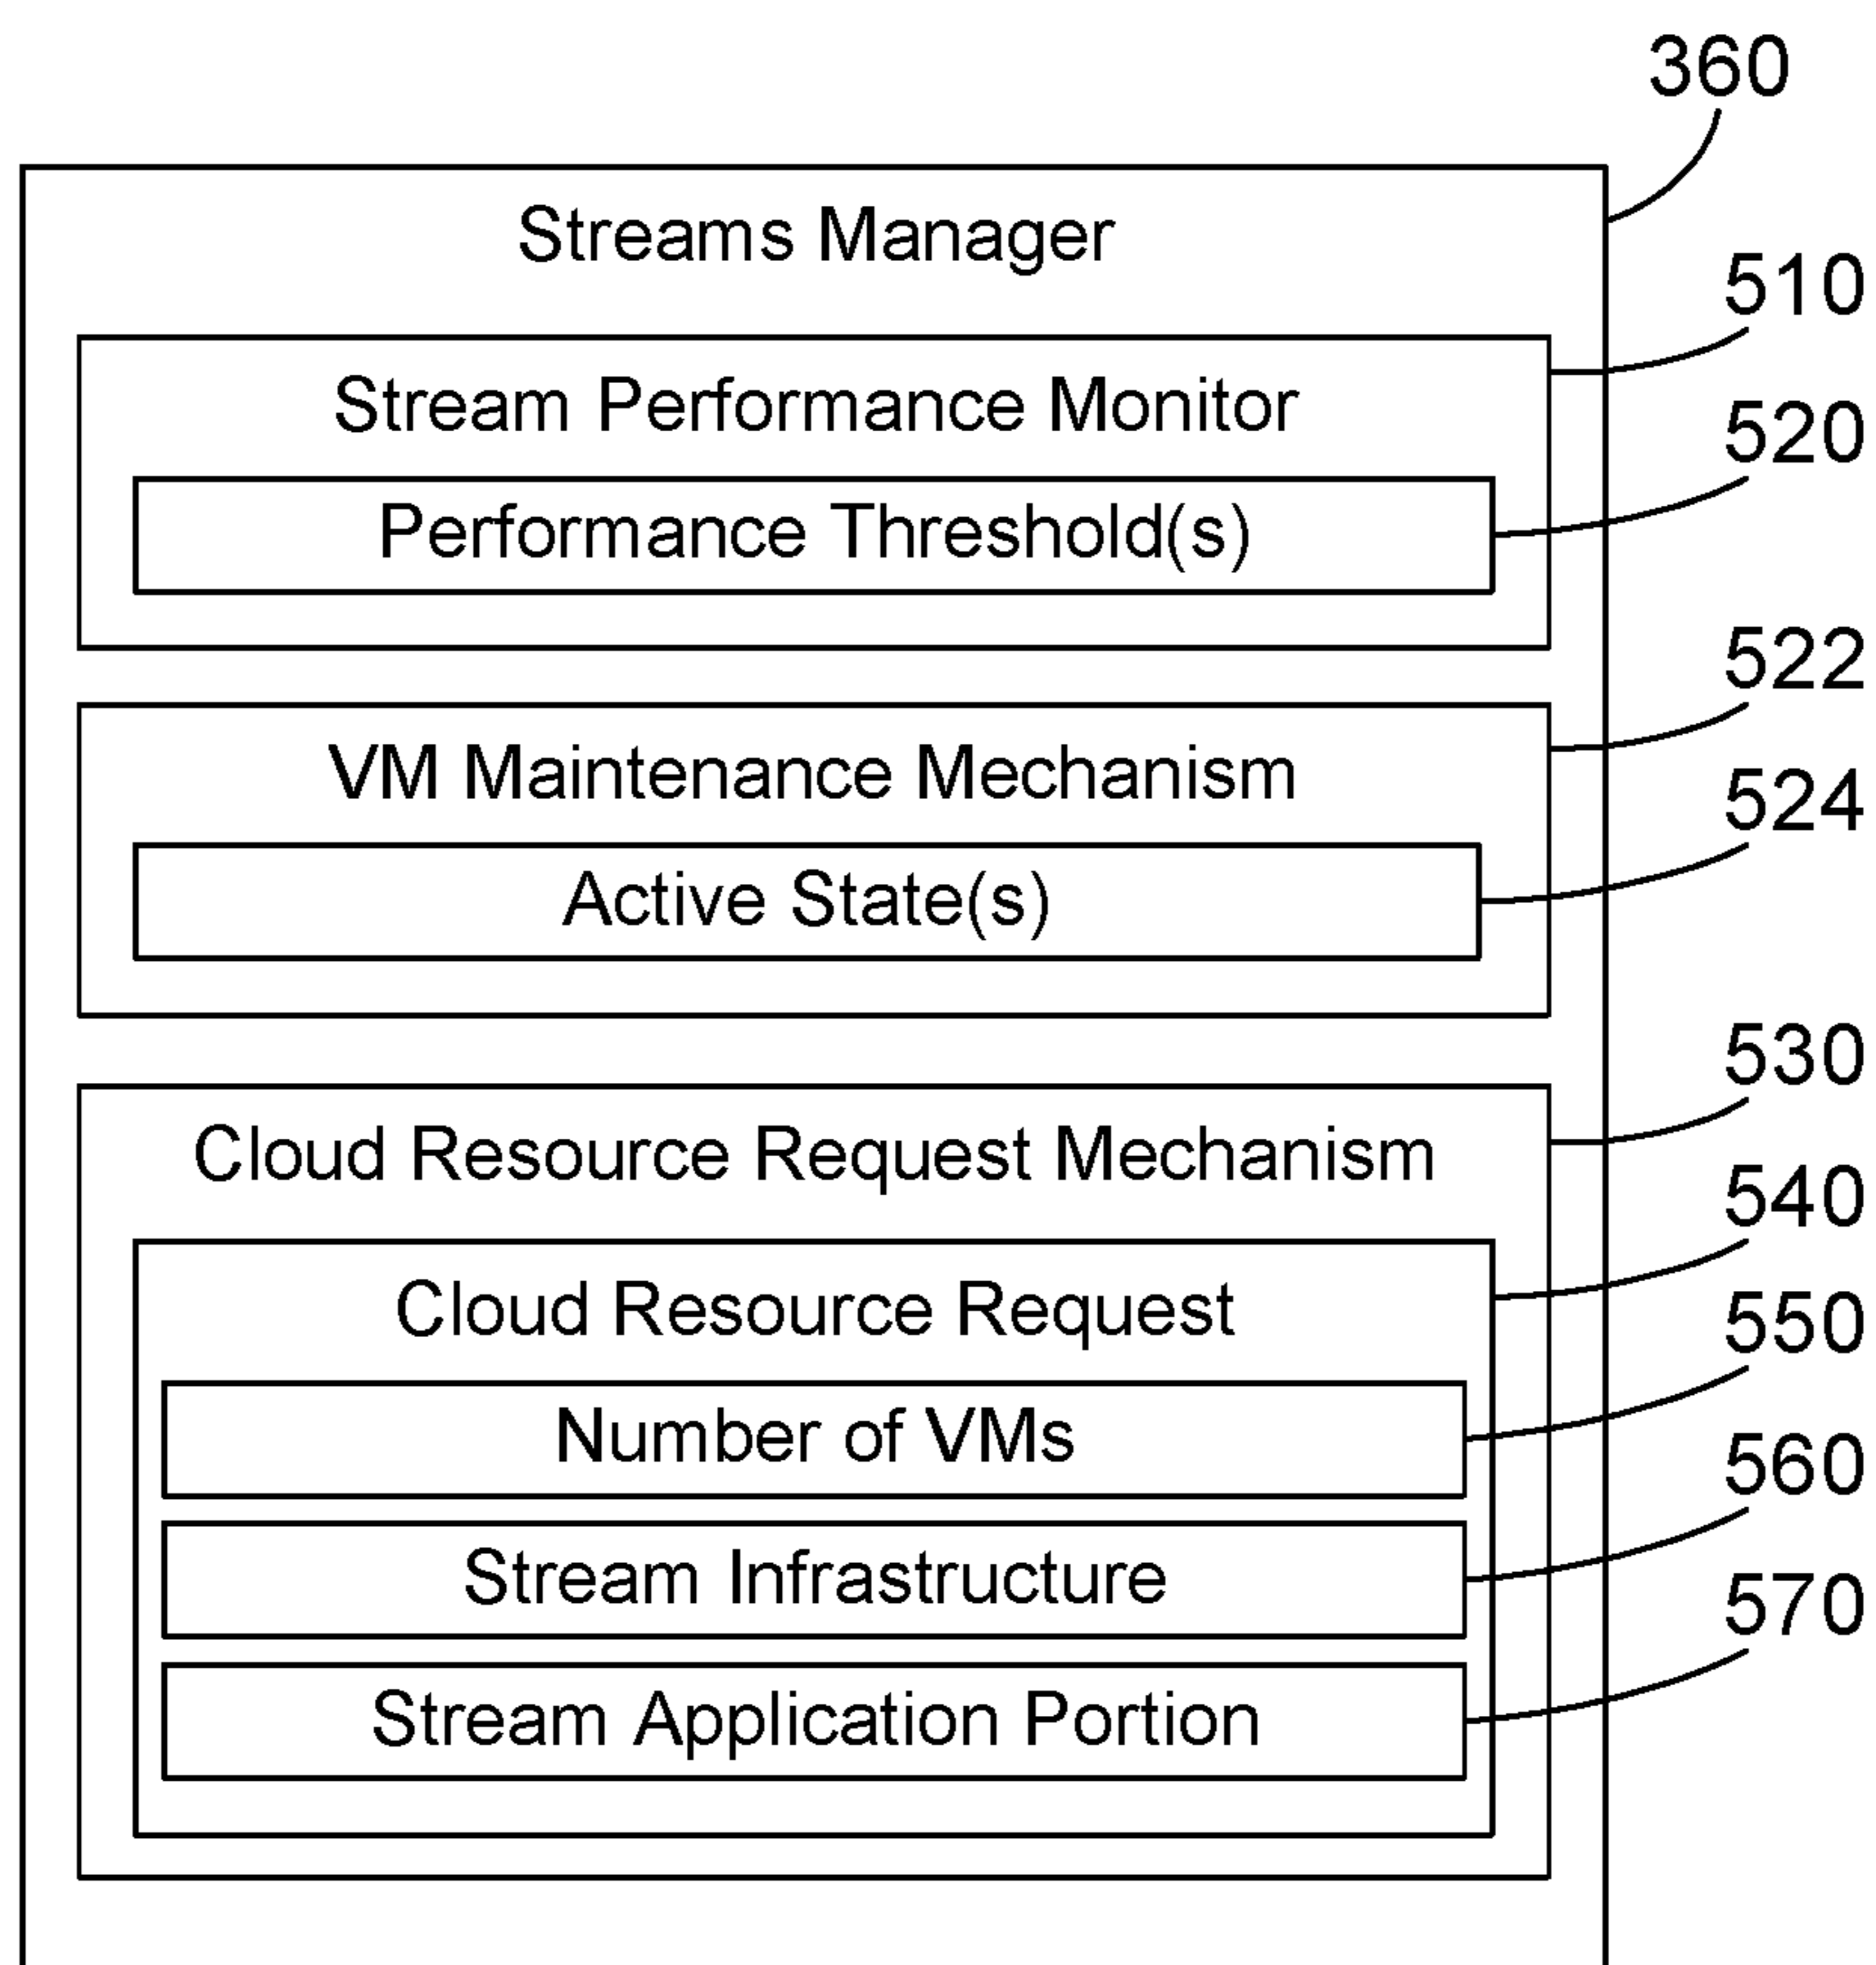 360
Streams Manager
510
Stream Performance Monitor
520
Performance Threshold(s)
522
VM Maintenance Mechanism
524
Active State(s)
530
Cloud Resource Request Mechanism
540
Cloud Resource Request
550
Number of VMs
560
Stream Infrastructure
570
Stream Application Portion